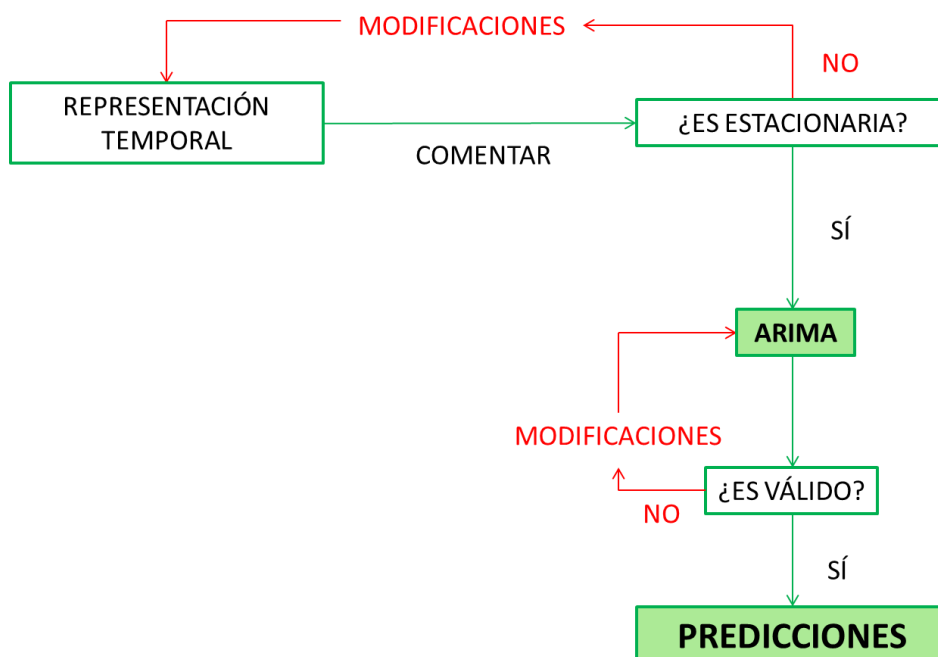 MODIFICACIONES
NO
REPRESENTACIÓN
TEMPORAL
¿ES ESTACIONARIA?
COMENTAR
SÍ
ARIMA
MODIFICACIONES
¿ES VÁLIDO?
NO
SÍ
PREDICCIONES